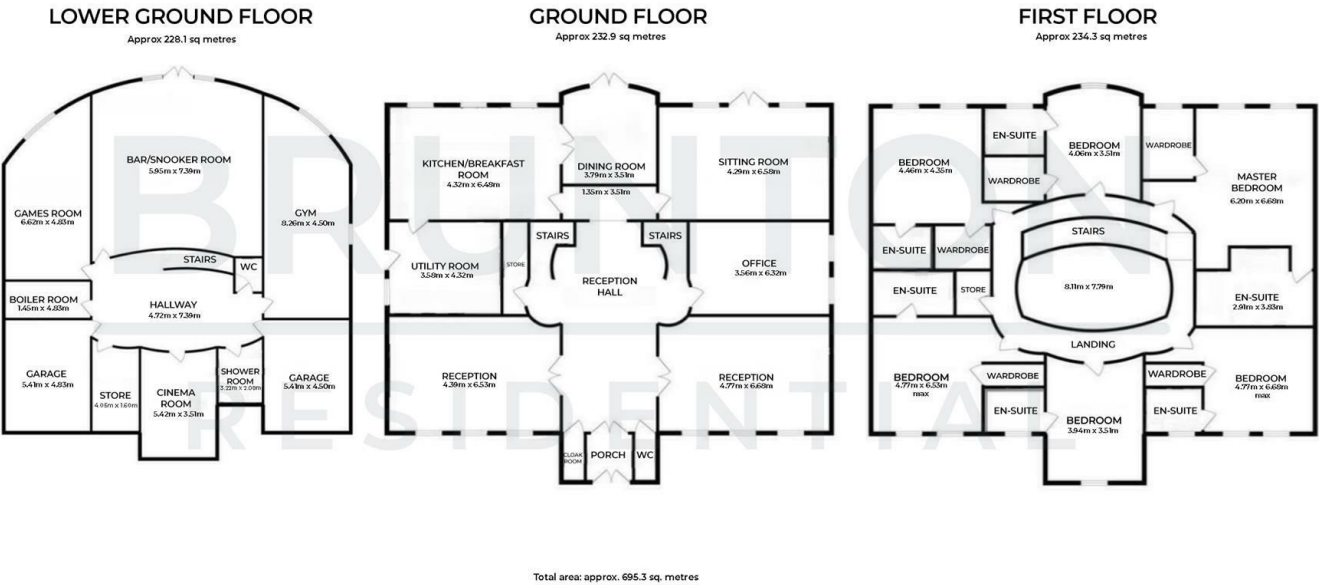 LOWER GROUND FLOOR
Approx 228.1 sq metres
BAR/SNOOKER ROOM
5.95m x 7.39m
GAMES ROOM
6.62m x 4.83m
GYM
8.26m x 4.50m
STAIRS
WC
BOILER ROOM
1.45m x 4.83m
HALLWAY
4.72m x 7.39m
GARAGE
5.41m x 4.83m
STORE
4.05m x 1.60m
CINEMA
ROOM
5.42m x 3.51m
SHOWER
ROOM
GARAGE
5.41m x 4.50m
GROUND FLOOR
Approx 232.9 sq metres
KITCHEN/BREAKFAST
ROOM
4.32m x 6.48m
DINING ROOM
3.79m x 3.51m
1.35m x 3.51m
SITTING ROOM
4.29m x 6.58m
STAIRS
STAIRS
UTILITY ROOM
3.58m x 4.32m
STORE
RECEPTION
HALL
OFFICE
3.56m x 6.32m
RECEPTION
4.39m x 6.53m
RECEPTION
4.77m x 6.68m
CLOAK
ROOM
PORCH
WC
FIRST FLOOR
Approx 234.3 sq metres
BEDROOM
4.46m x 4.35m
EN-SUITE
WARDROBE
BEDROOM
4.06m x 3.51m
WARDROBE
MASTER
BEDROOM
6.20m x 6.68m
STAIRS
EN-SUITE
WARDROBE
EN-SUITE
STORE
8.11m x 7.79m
EN-SUITE
2.91m x 3.83m
LANDING
BEDROOM
4.77m x 6.53m
max
WARDROBE
EN-SUITE
BEDROOM
3.94m x 3.51m
WARDROBE
EN-SUITE
BEDROOM
4.77m x 6.68m
max
BRUNTON
RESIDENTIAL
Total area: approx. 695.3 sq. metres